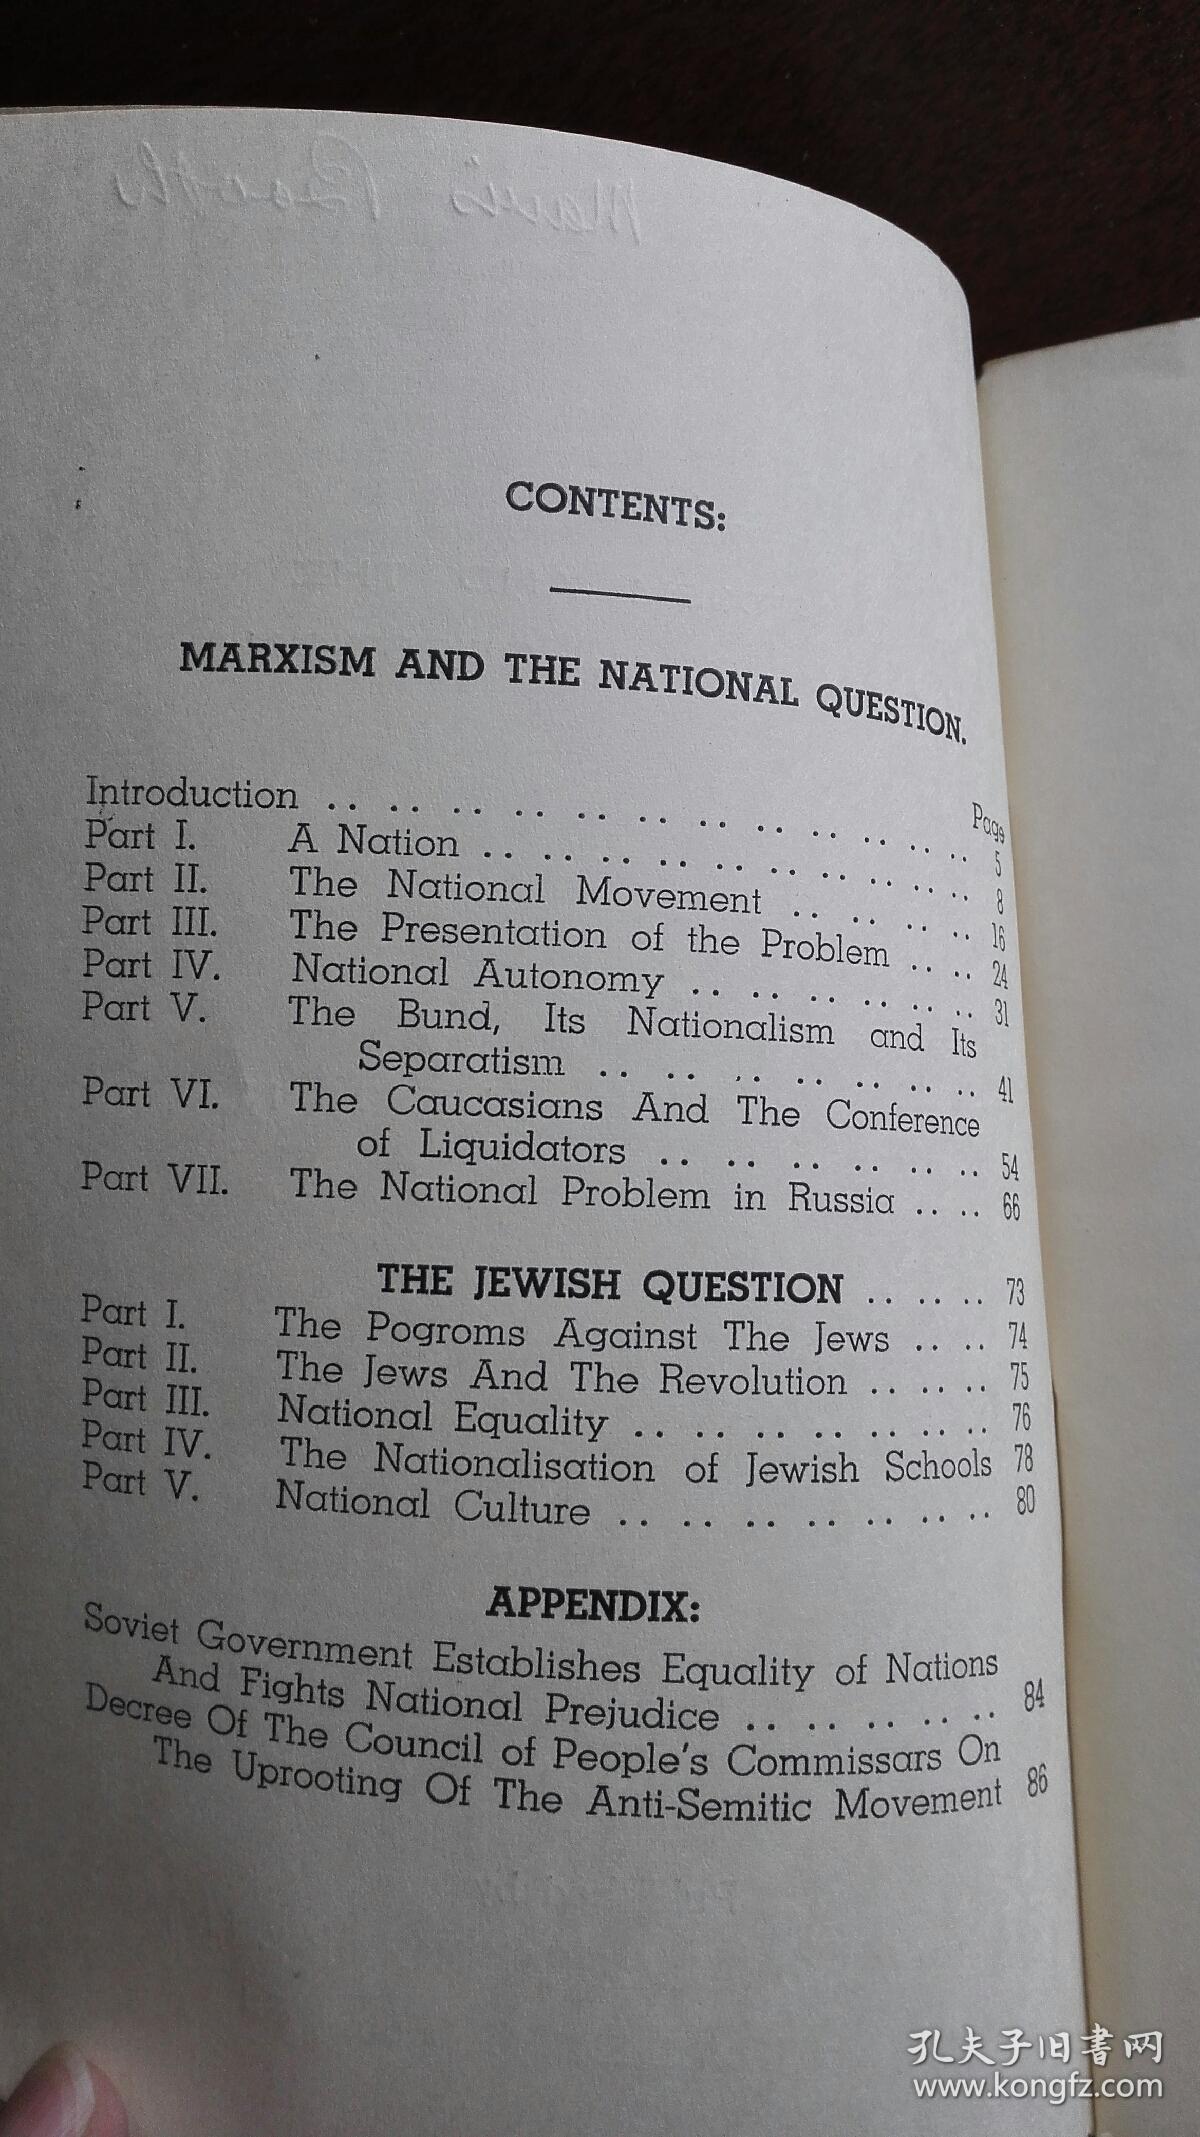 CONTENTS:
MARXISM AND THE NATIONAL QUESTION.
Page
Introduction .. .. .. .. .. .. .. .. .. .. .. 5
Part I. A Nation .. .. .. .. .. .. .. .. .. 8
Part II. The National Movement .. .. .. .. 16
Part III. The Presentation of the Problem .. .. 24
Part IV. National Autonomy .. .. .. .. .. 31
Part V. The Bund, Its Nationalism and Its
Separatism .. .. .. .. .. .. .. 41
Part VI. The Caucasians And The Conference
of Liquidators .. .. .. .. .. .. 54
Part VII. The National Problem in Russia .. .. 66
THE JEWISH QUESTION .. .. .. 73
Part I. The Pogroms Against The Jews .. .. 74
Part II. The Jews And The Revolution .. .. .. 75
Part III. National Equality .. .. .. .. .. .. 76
Part IV. The Nationalisation of Jewish Schools 78
Part V. National Culture .. .. .. .. .. .. 80
APPENDIX:
Soviet Government Establishes Equality of Nations
And Fights National Prejudice .. .. .. .. .. 84
Decree Of The Council of People's Commissars On
The Uprooting Of The Anti-Semitic Movement 86
孔夫子旧书网
www.kongfz.com